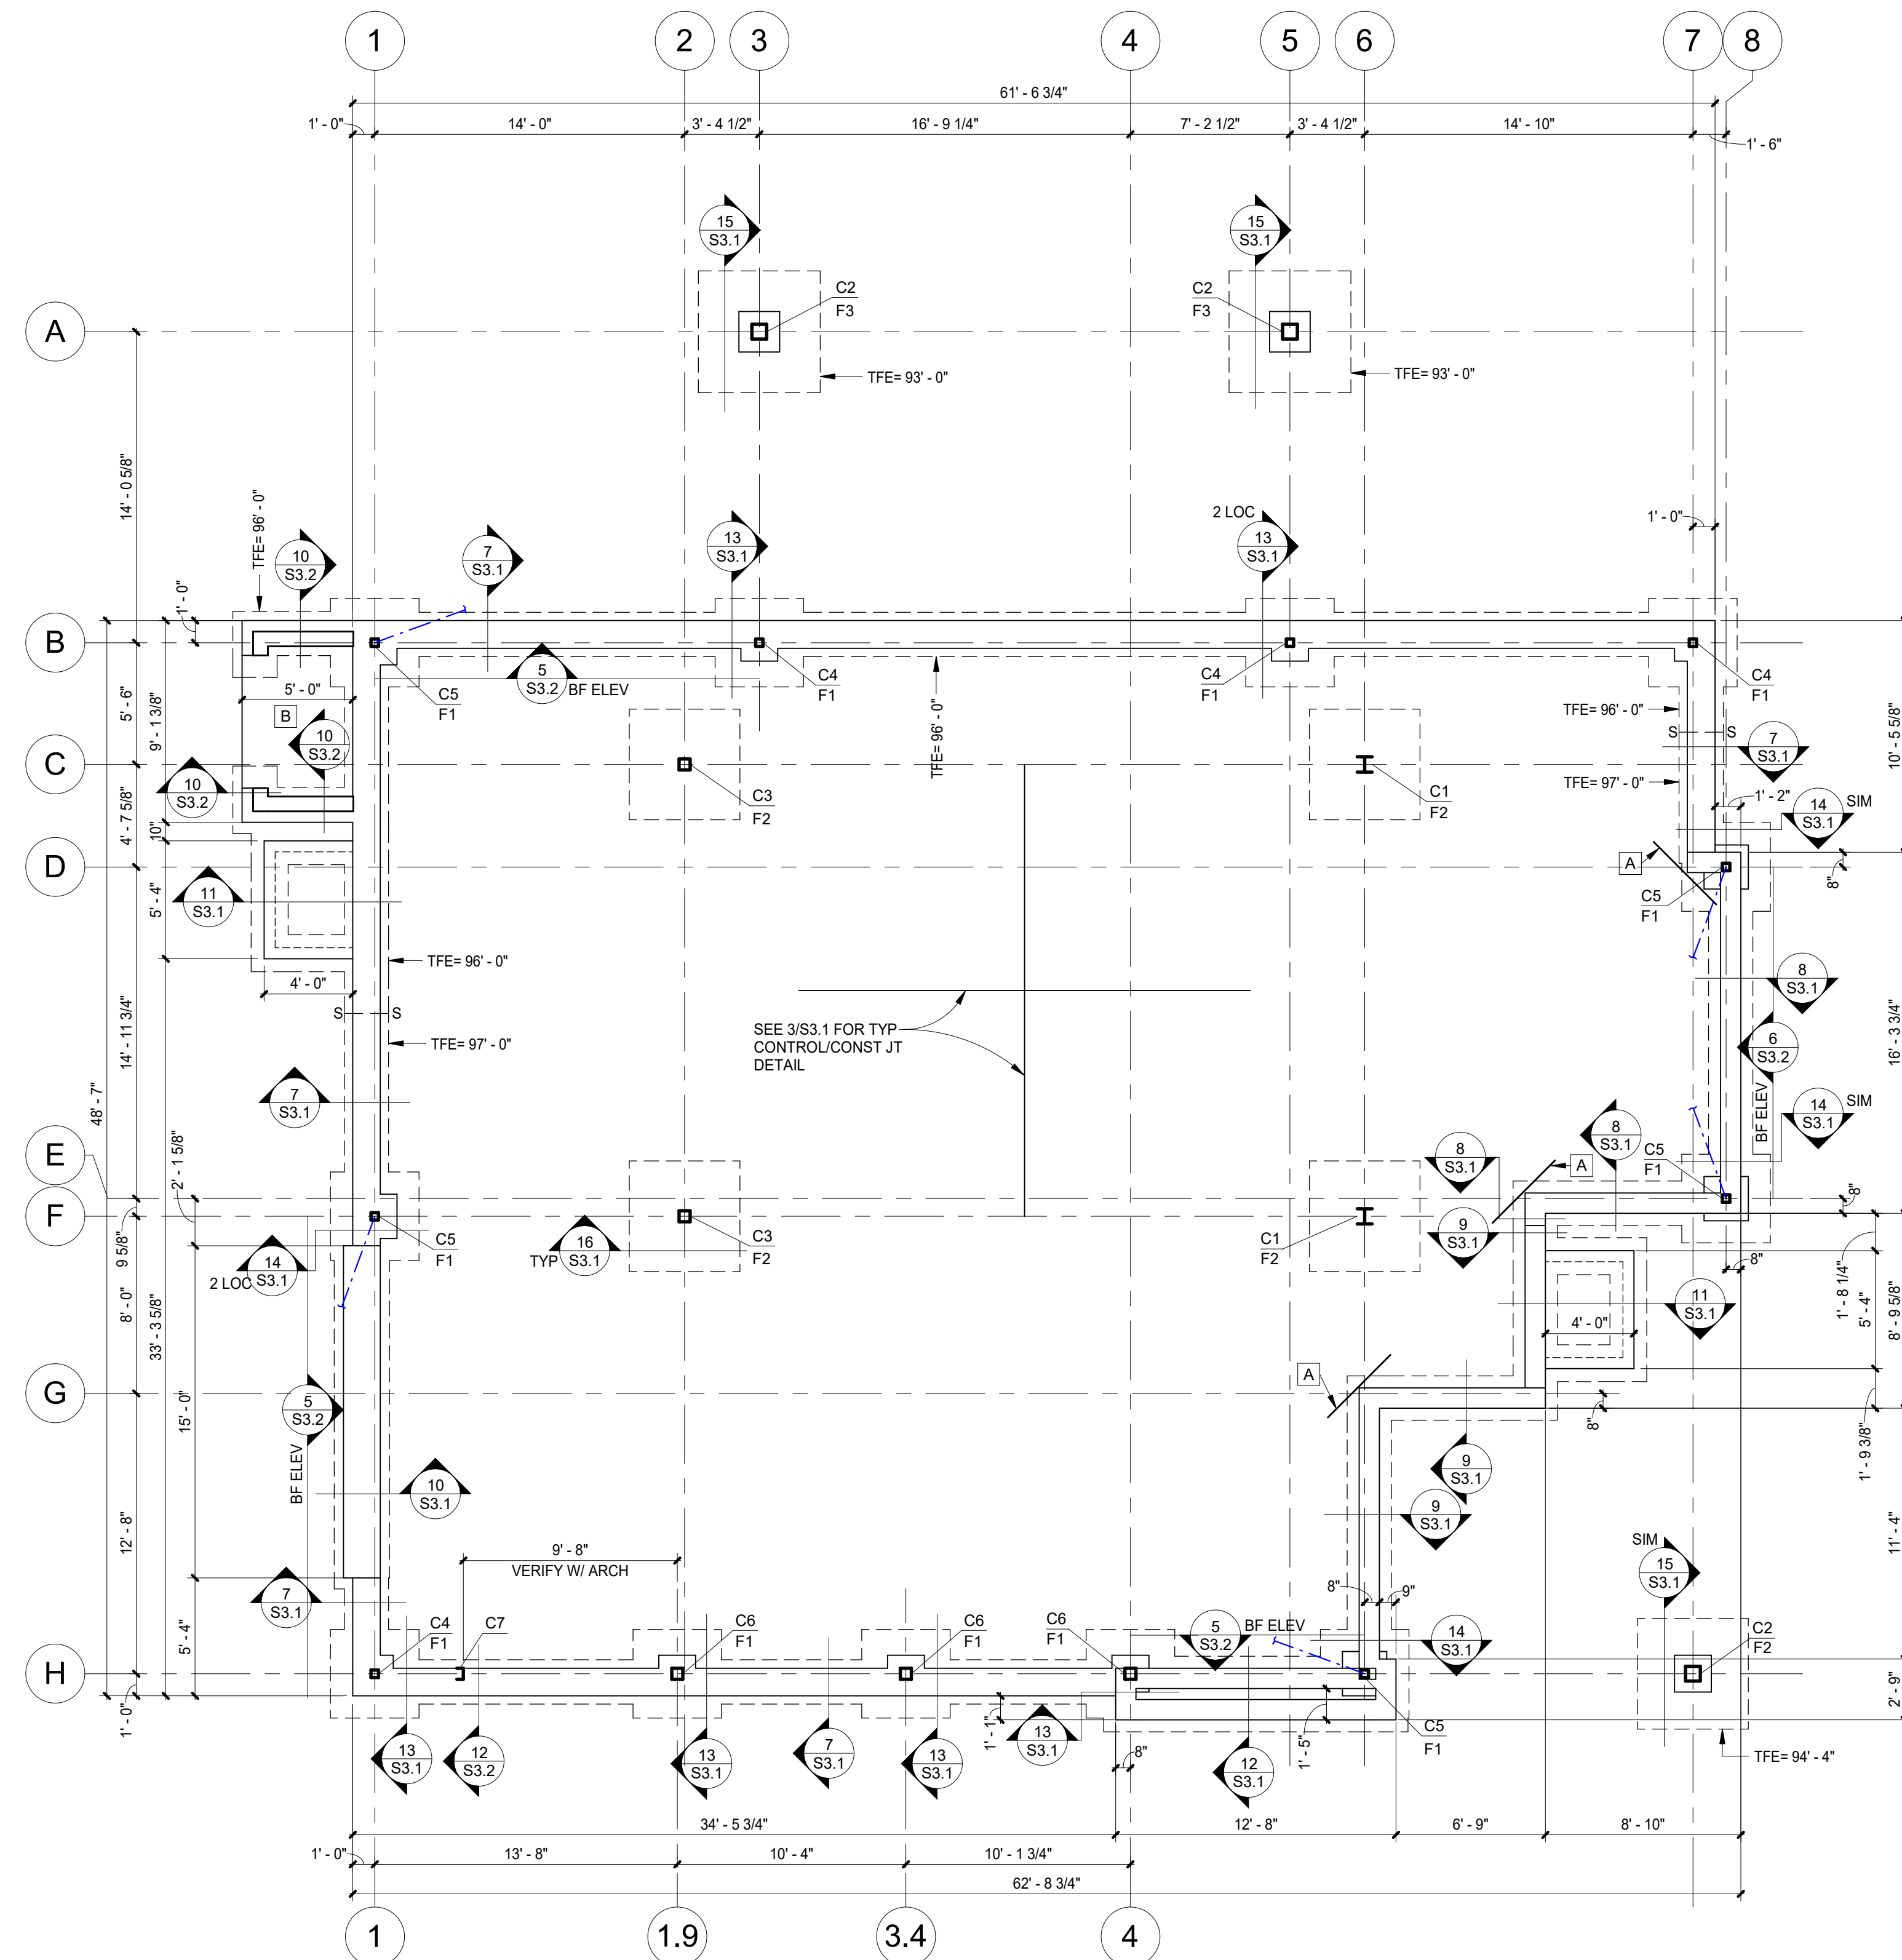 1
2
3
4
5
6
7
8
61' - 6 3/4"
1' - 0"
14' - 0"
3' - 4 1/2"
16' - 9 1/4"
7' - 2 1/2"
3' - 4 1/2"
14' - 10"
1' - 6"
15
S3.1
15
S3.1
C2
F3
C2
F3
A
TFE= 93' - 0"
TFE= 93' - 0"
14' - 0 5/8"
TFE= 96' - 0"
10
S3.2
7
S3.1
13
S3.1
2 LOC
13
S3.1
1' - 0"
1' - 0"
B
5
S3.2
BF ELEV
C5
F1
C4
F1
C4
F1
C4
F1
5' - 0"
B
10
S3.2
10
S3.2
5' - 6"
9' - 1 3/8"
TFE= 96' - 0"
TFE= 96' - 0"
S
S
7
S3.1
10' - 5 5/8"
C
C3
F2
C1
F2
TFE= 97' - 0"
1' - 2"
14
S3.1
SIM
4' - 7 5/8"
10"
D
A
C5
F1
8"
11
S3.1
5' - 4"
TFE= 96' - 0"
4' - 0"
8
S3.1
S
S
TFE= 97' - 0"
14' - 11 3/4"
SEE 3/S3.1 FOR TYP
CONTROL/CONST JT
DETAIL
6
S3.2
16' - 3 3/4"
7
S3.1
48' - 7"
BF ELEV
14
S3.1
SIM
8
S3.1
8
S3.1
A
C5
F1
2' - 1 5/8"
E
F
8"
C5
F1
C3
F2
C1
F2
9
S3.1
16
S3.1
TYP
14
S3.1
2 LOC
9 5/8"
8' - 0"
33' - 3 5/8"
8"
1' - 8 1/4"
5' - 4"
8' - 9 5/8"
11
S3.1
4' - 0"
G
A
5
S3.2
BF ELEV
15' - 0"
8"
1' - 9 3/8"
10
S3.1
9
S3.1
9
S3.1
12' - 8"
11' - 4"
9' - 8"
VERIFY W/ ARCH
SIM
15
S3.1
7
S3.1
8"
9"
5' - 4"
C4
F1
C7
C6
F1
C6
F1
C6
F1
5
S3.2
BF ELEV
14
S3.1
C2
F2
H
1' - 0"
2' - 9"
1' - 1"
13
S3.1
1' - 5"
C5
F1
TFE= 94' - 4"
13
S3.1
12
S3.2
13
S3.1
7
S3.1
13
S3.1
8"
12
S3.1
34' - 5 3/4"
12' - 8"
6' - 9"
8' - 10"
1' - 0"
13' - 8"
10' - 4"
10' - 1 3/4"
62' - 8 3/4"
1
1.9
3.4
4